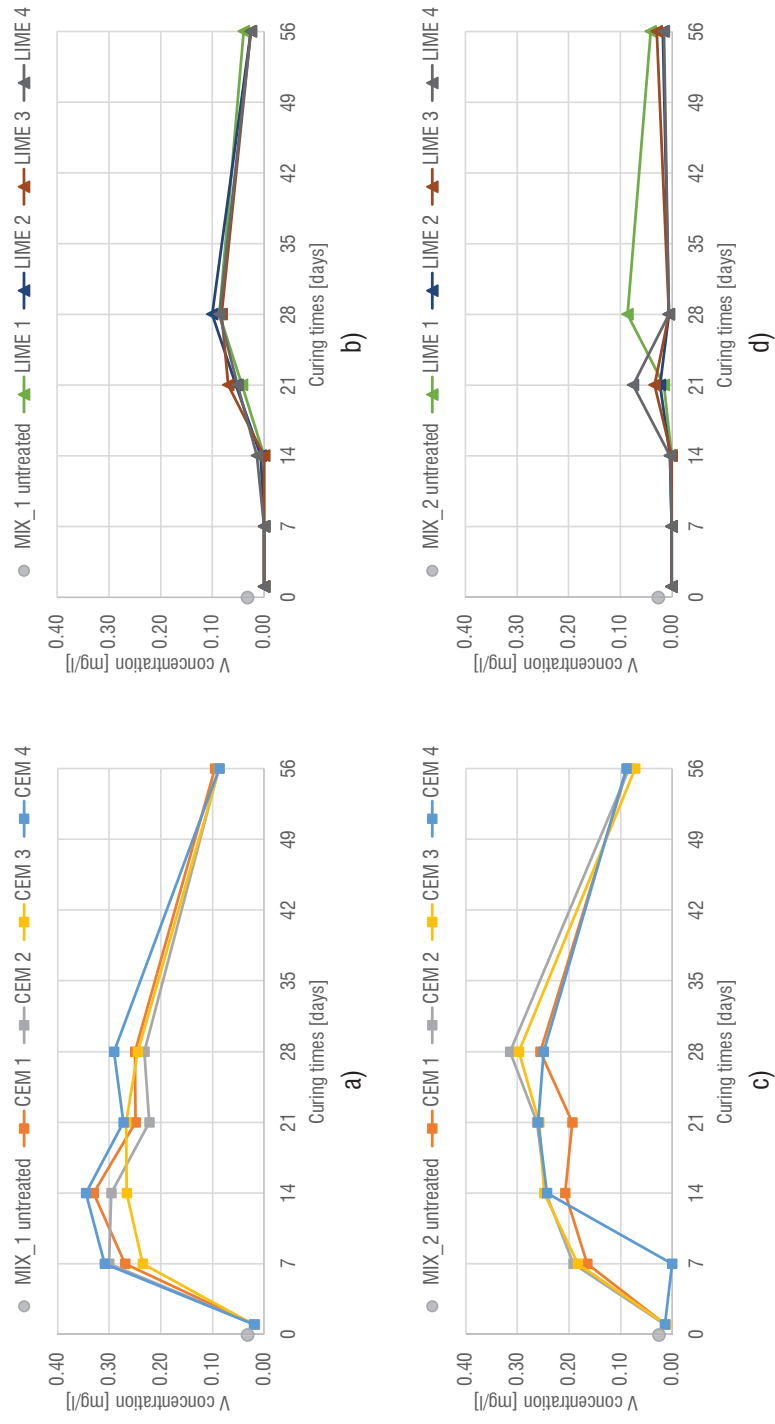 MIX_1 untreated CEM 1 CEM 2 CEM 3 CEM 4
V concentration [mg/l]
0.40
0.30
0.20
0.10
0.00
0 7 14 21 28 35 42 49 56
Curing times [days]
a)
MIX_1 untreated LIME 1 LIME 2 LIME 3 LIME 4
V concentration [mg/l]
0.40
0.30
0.20
0.10
0.00
0 7 14 21 28 35 42 49 56
Curing times [days]
b)
MIX_2 untreated CEM 1 CEM 2 CEM 3 CEM 4
V concentration [mg/l]
0.40
0.30
0.20
0.10
0.00
0 7 14 21 28 35 42 49 56
Curing times [days]
c)
MIX_2 untreated LIME 1 LIME 2 LIME 3 LIME 4
V concentration [mg/l]
0.40
0.30
0.20
0.10
0.00
0 7 14 21 28 35 42 49 56
Curing times [days]
d)